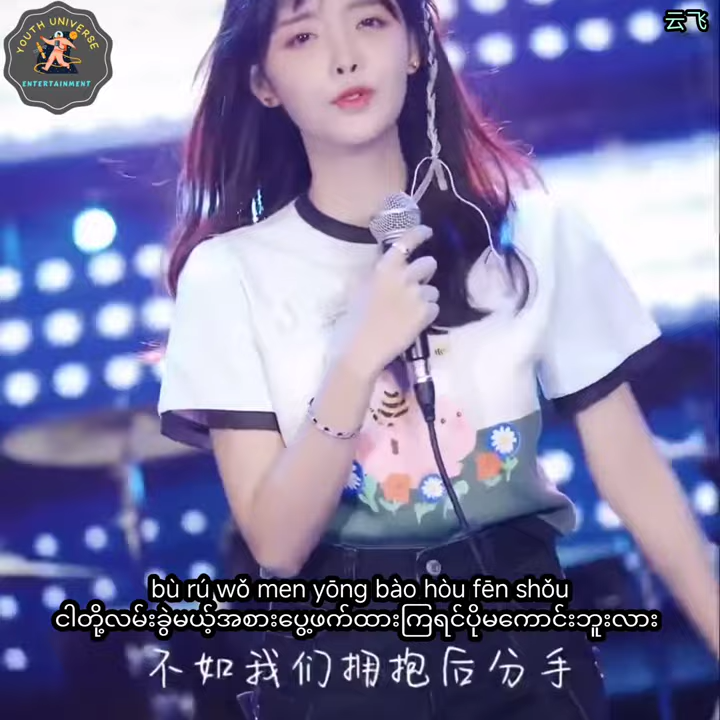 YOUTH UNIVERSE
ENTERTAINMENT
云飞
bù rú wǒ men yōng bào hòu fēn shǒu
ငါတို့လမ်းခွဲမယ့်အစားပွေ့ဖက်ထားကြရင်ပိုမကောင်းဘူးလား
不如我们拥抱后分手